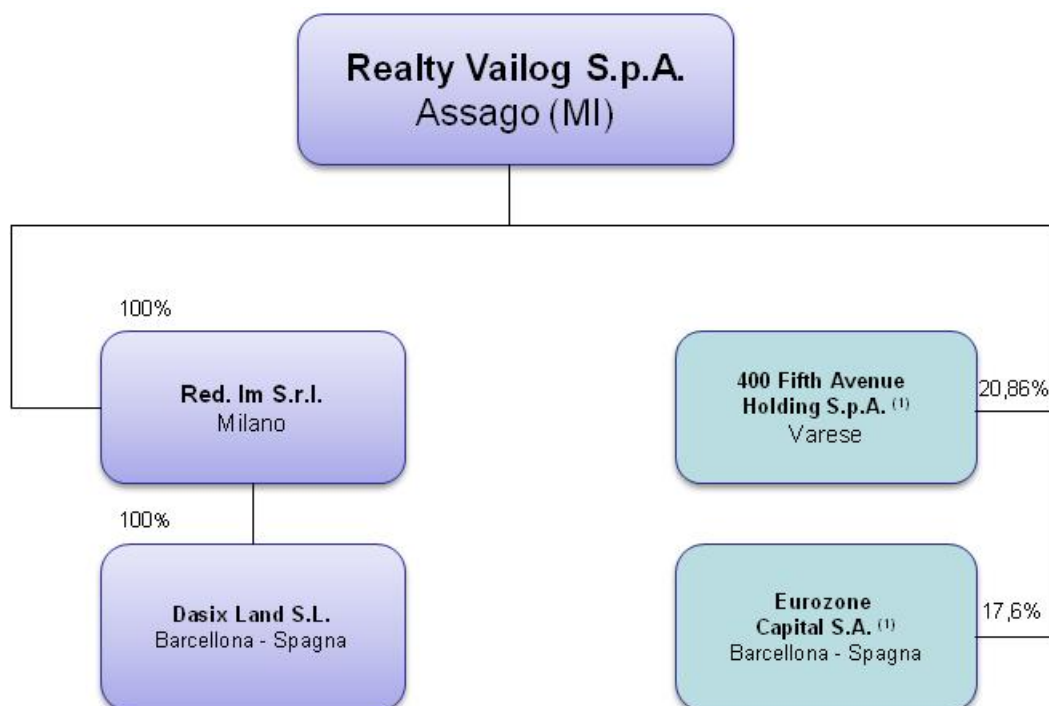 Realty Vailog S.p.A.
Assago (MI)
100%
Red. Im S.r.l.
Milano
400 Fifth Avenue
Holding S.p.A. (1)
Varese
20,86%
100%
Dasix Land S.L.
Barcellona - Spagna
Eurozone
Capital S.A. (1)
Barcellona - Spagna
17,6%